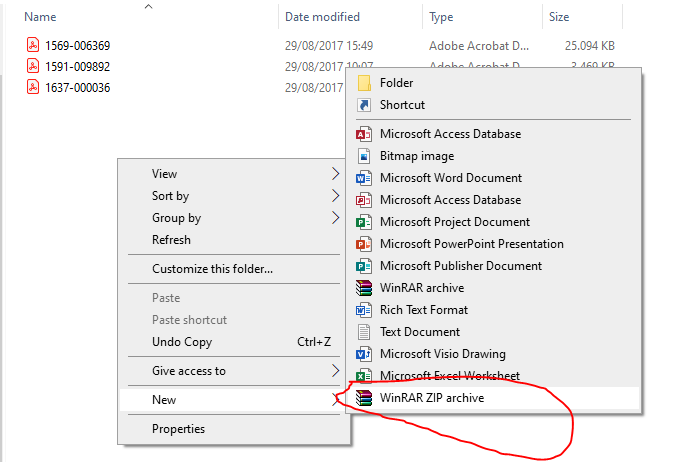 Name Date modified Type Size
1569-006369 29/08/2017 15:49 Adobe Acrobat D... 25.094 KB
1591-009892 29/08/2017 10:07 Adobe Acrobat D... 3.469 KB
1637-000036 29/08/2017
Folder
Shortcut
Microsoft Access Database
Bitmap image
Microsoft Word Document
Microsoft Access Database
Microsoft Project Document
Microsoft PowerPoint Presentation
Microsoft Publisher Document
WinRAR archive
Rich Text Format
Text Document
Microsoft Visio Drawing
Microsoft Excel Worksheet
WinRAR ZIP archive
View
Sort by
Group by
Refresh
Customize this folder...
Paste
Paste shortcut
Undo Copy Ctrl+Z
Give access to
New
Properties